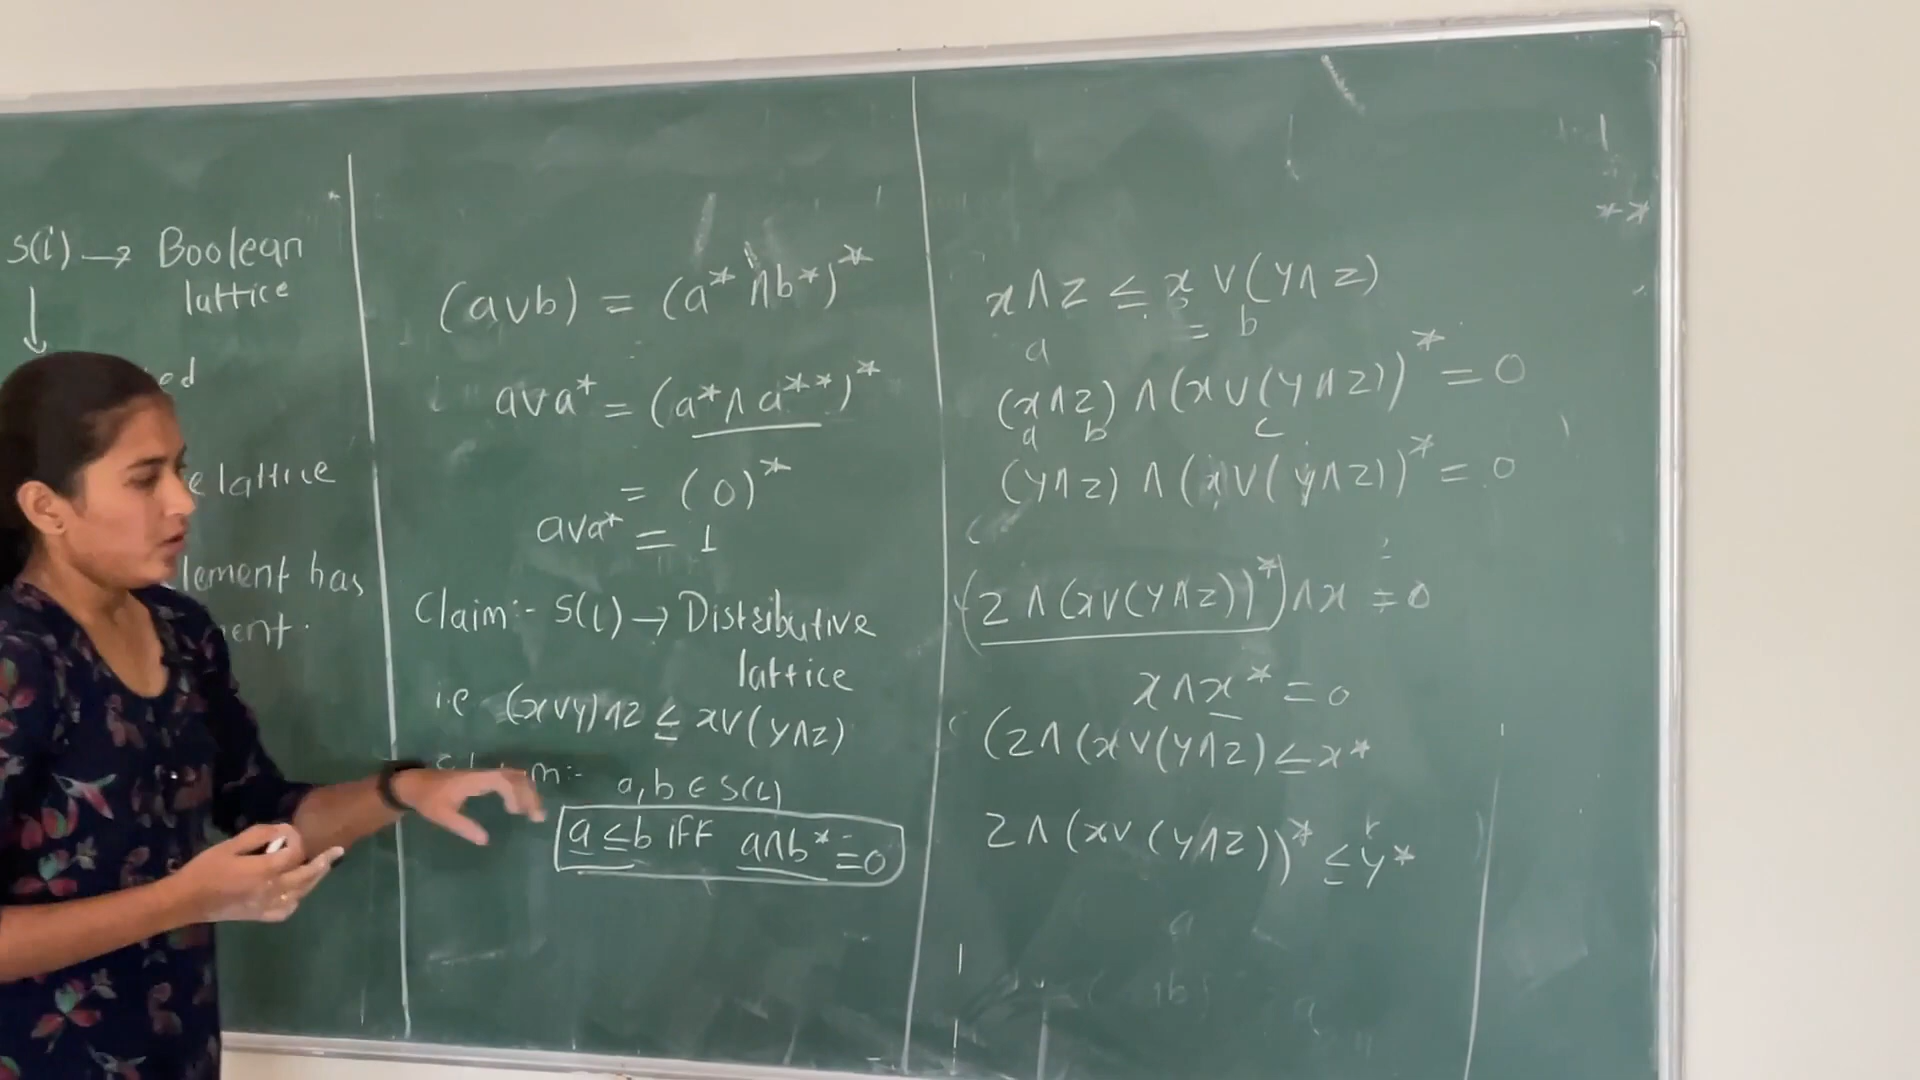 S(L) → Boolean
lattice
↓
ed
e lattice
lement has
ment.
(a∨b) = (a* ∧ b*)*
a∨a* = (a* ∧ a**)*
= (0)*
a∨a* = 1
Claim:- S(L) → Distributive
lattice
i.e (x∨y)∧z ≤ x∨(y∧z)
m:- a, b ∈ S(L)
a ≤ b iff a∧b* = 0
**
x∧z ≤ x ∨ (y∧z)
a b
(x∧z) ∧ (x∨(y∧z))* = 0
a b c
(y∧z) ∧ (x∨(y∧z))* = 0
(z ∧ (x∨(y∧z))*) ∧ x = 0
?
x∧x* = 0
(z∧(x∨(y∧z) ≤ x*
z∧(x∨(y∧z))* ≤ y*